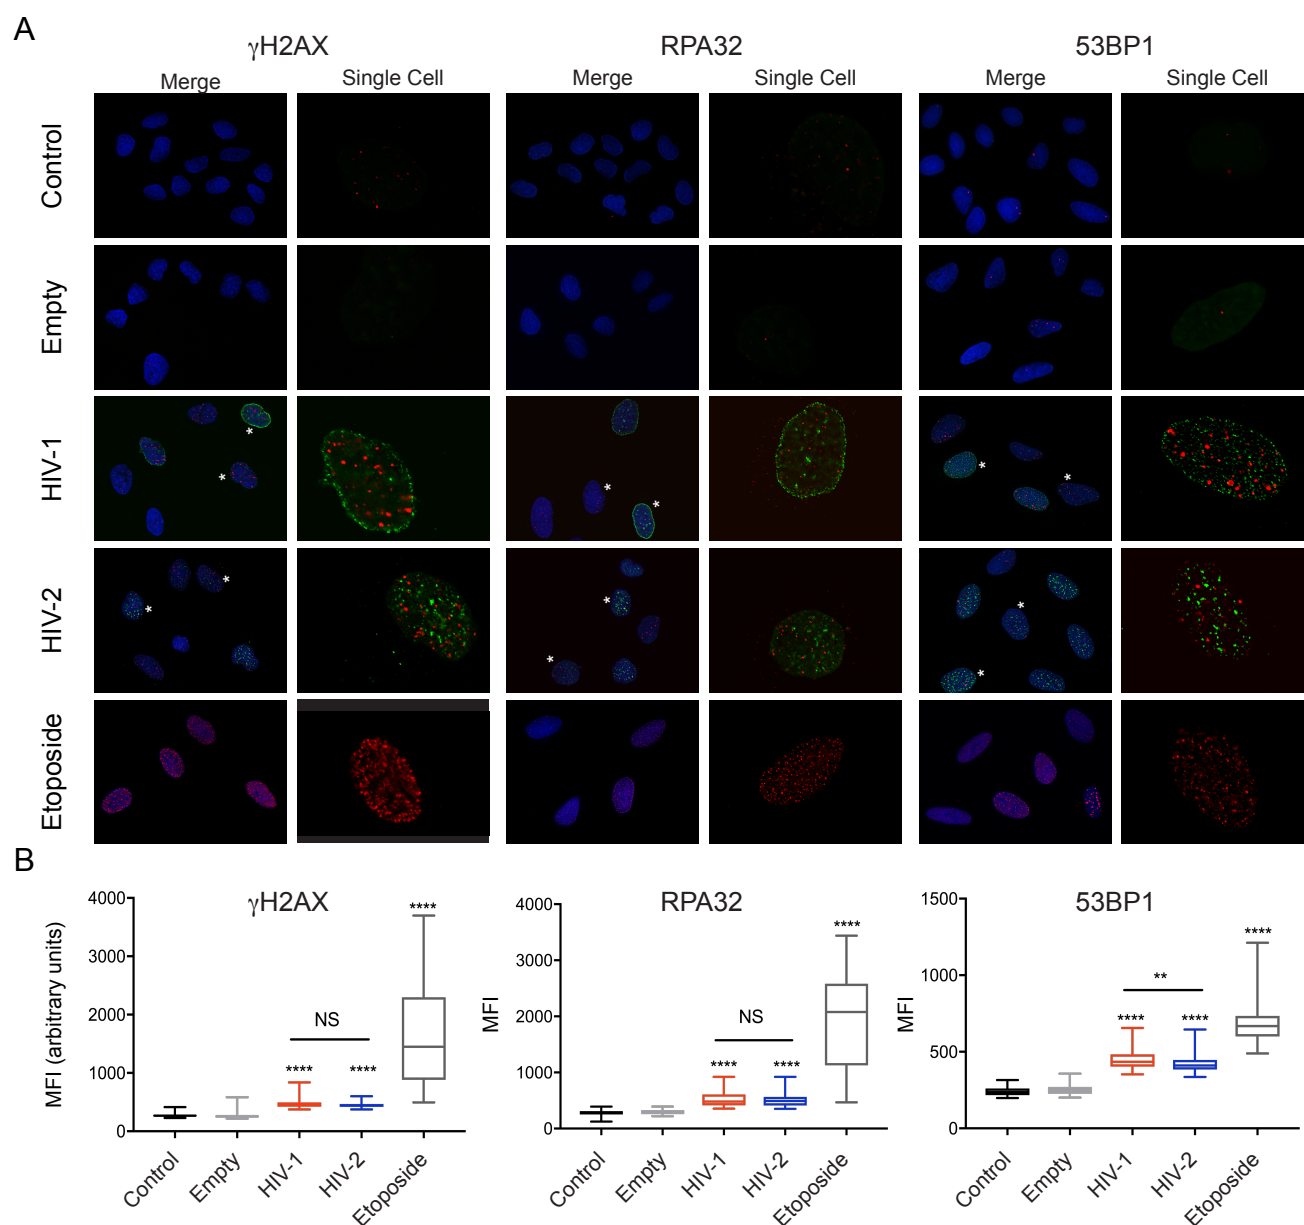 A
γH2AX RPA32 53BP1
Merge Single Cell Merge Single Cell Merge Single Cell
Control
Empty
HIV-1
* *
* *
* *
HIV-2
* *
* *
* *
Etoposide
B
γH2AX
MFI (arbitrary units)
4000
3000
2000
1000
0
****
NS
**** ****
Control Empty HIV-1 HIV-2 Etoposide
RPA32
MFI
4000
2000
0
****
NS
**** ****
Control Empty HIV-1 HIV-2 Etoposide
53BP1
MFI
1500
1000
500
0
****
**
**** ****
Control Empty HIV-1 HIV-2 Etoposide